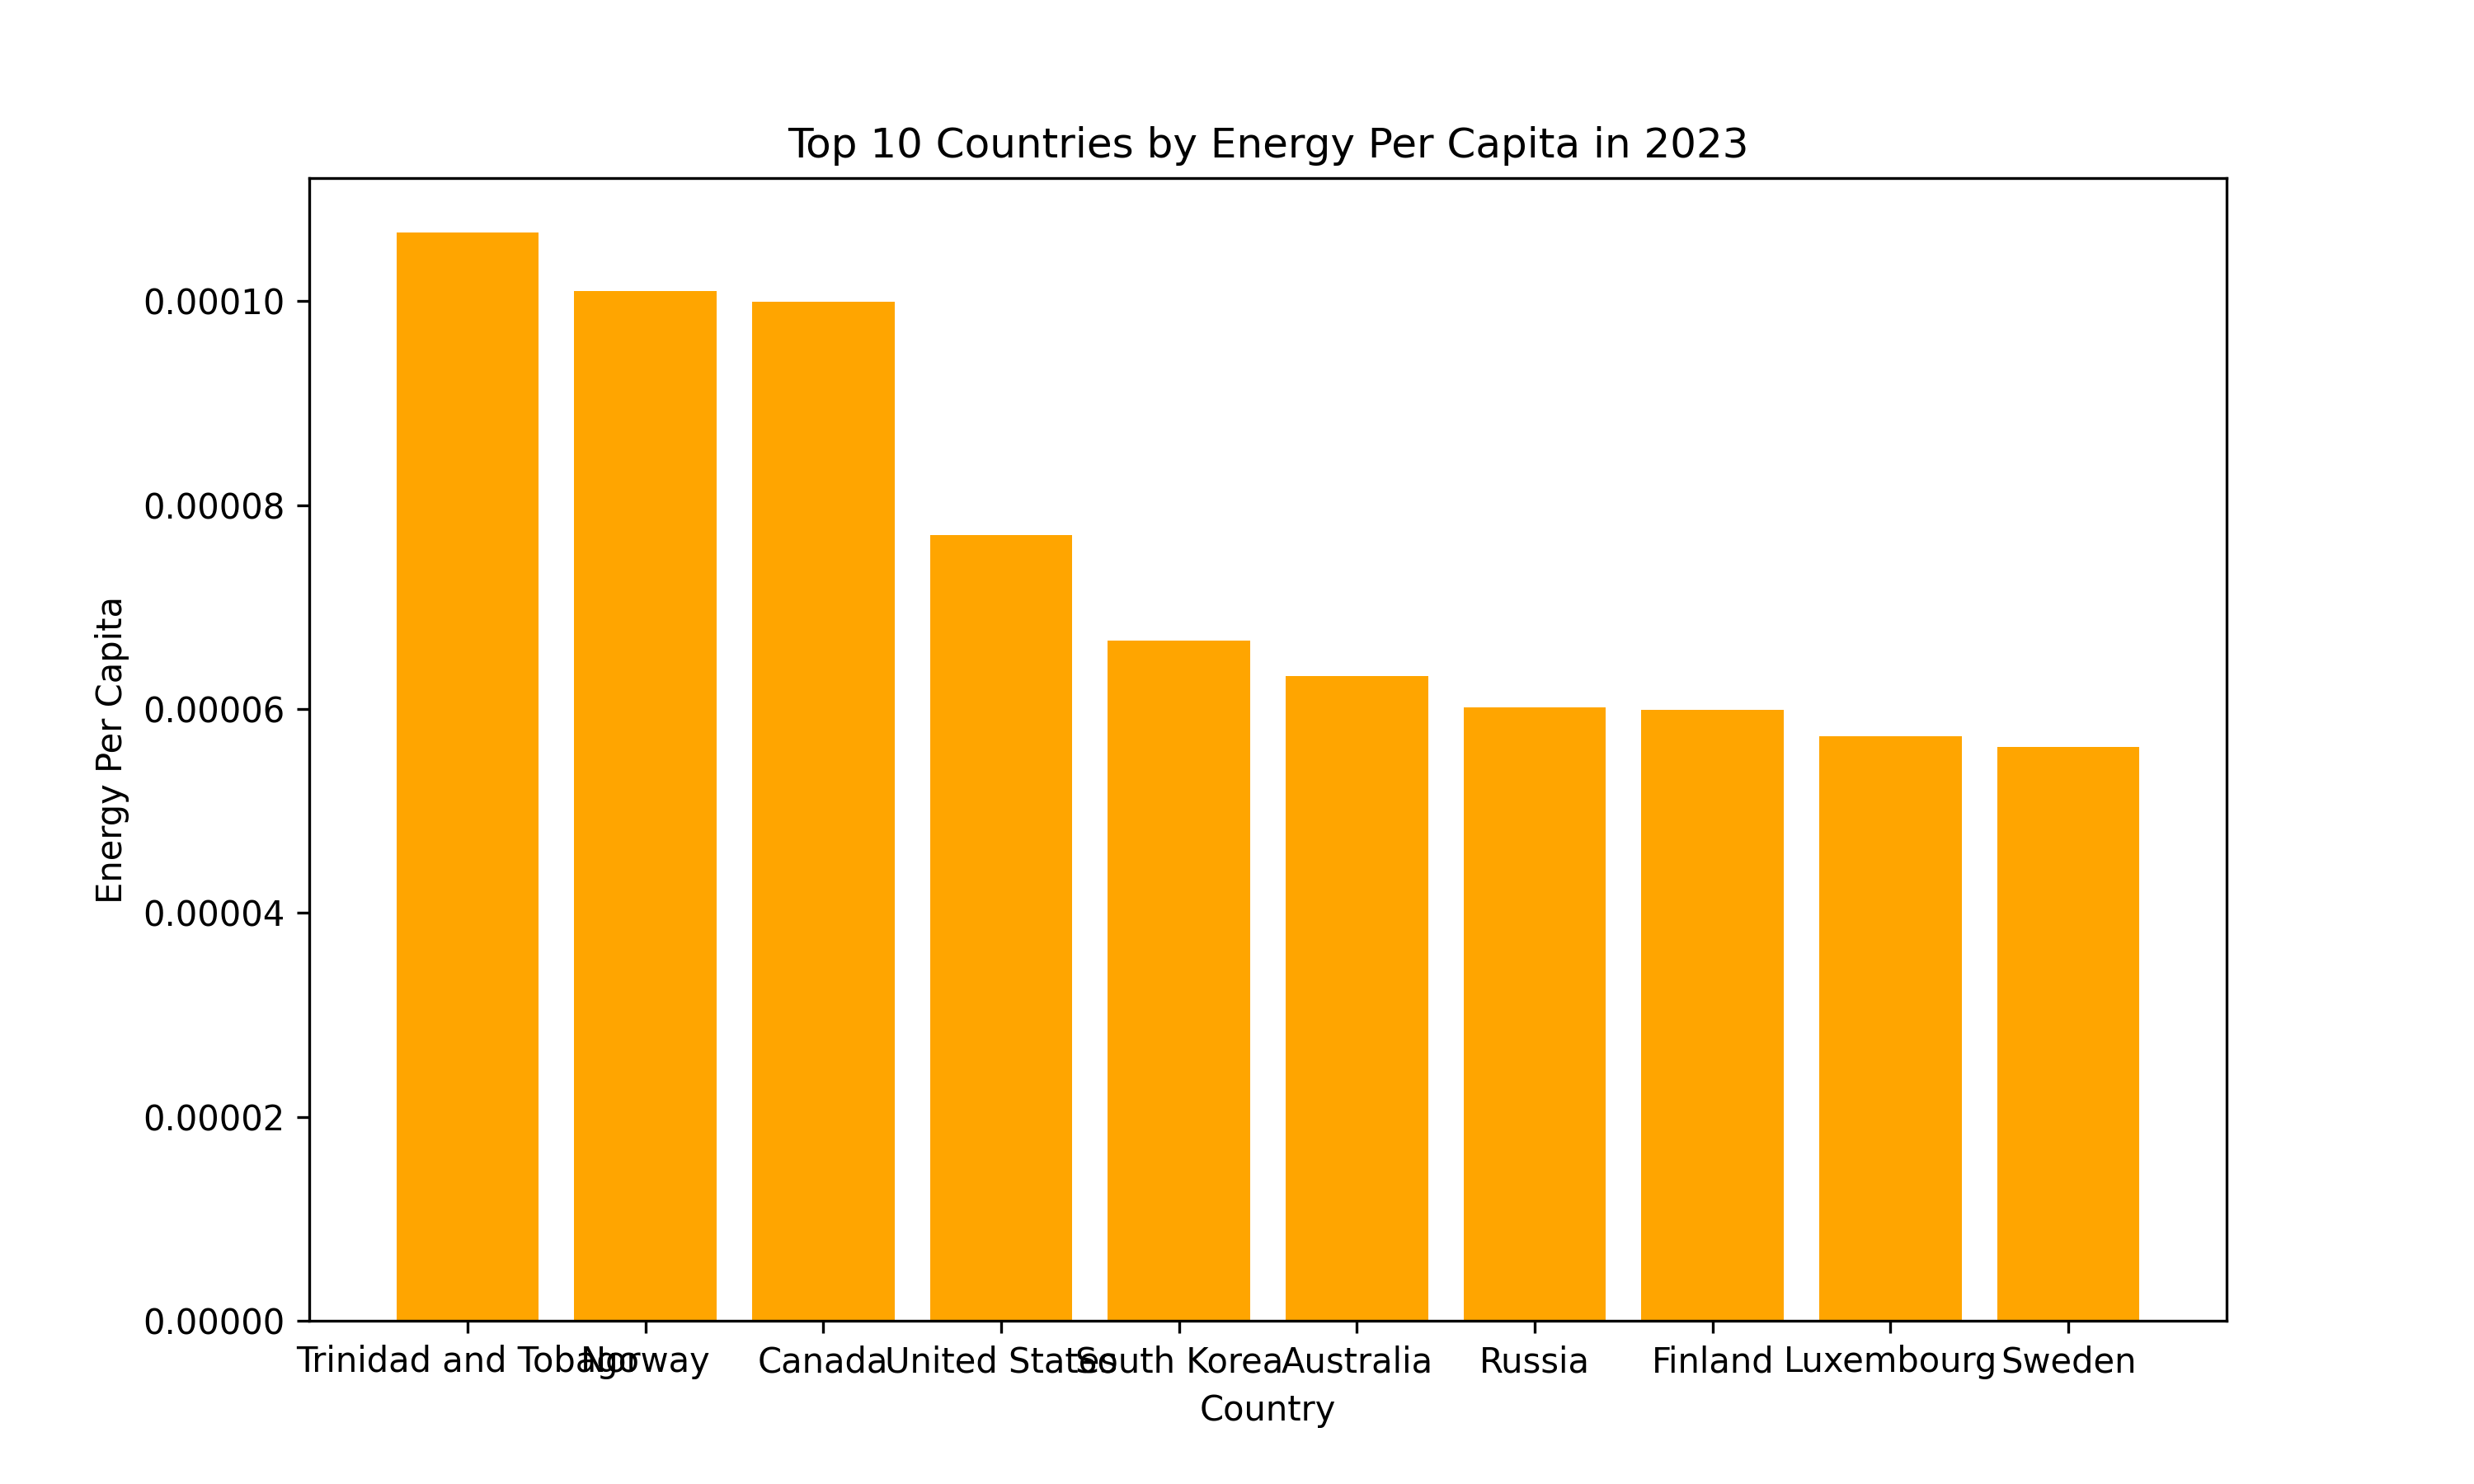 Top 10 Countries by Energy Per Capita in 2023
Energy Per Capita
0.00010
0.00008
0.00006
0.00004
0.00002
0.00000
Trinidad and Tobago Norway Canada United States South Korea Australia Russia Finland Luxembourg Sweden
Country